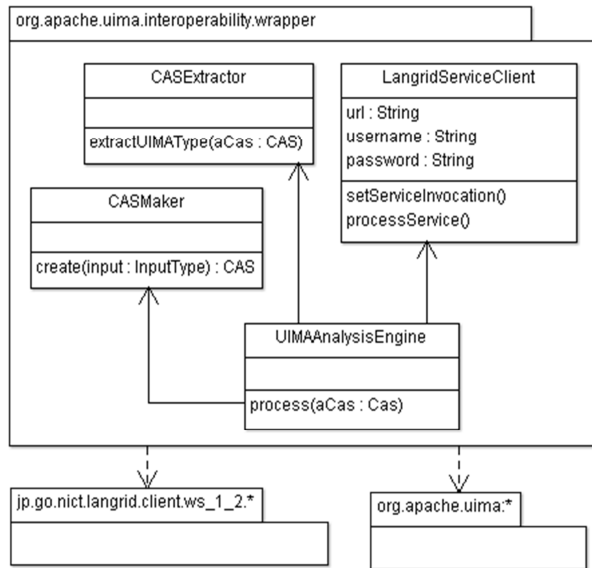 org.apache.uima.interoperability.wrapper
CASExtractor
extractUIMAType(aCas : CAS)
LangridServiceClient
url : String
username : String
password : String
setServiceInvocation()
processService()
CASMaker
create(input : InputType) : CAS
UIMAAnalysisEngine
process(aCas : Cas)
jp.go.nict.langrid.client.ws_1_2.*
org.apache.uima:*